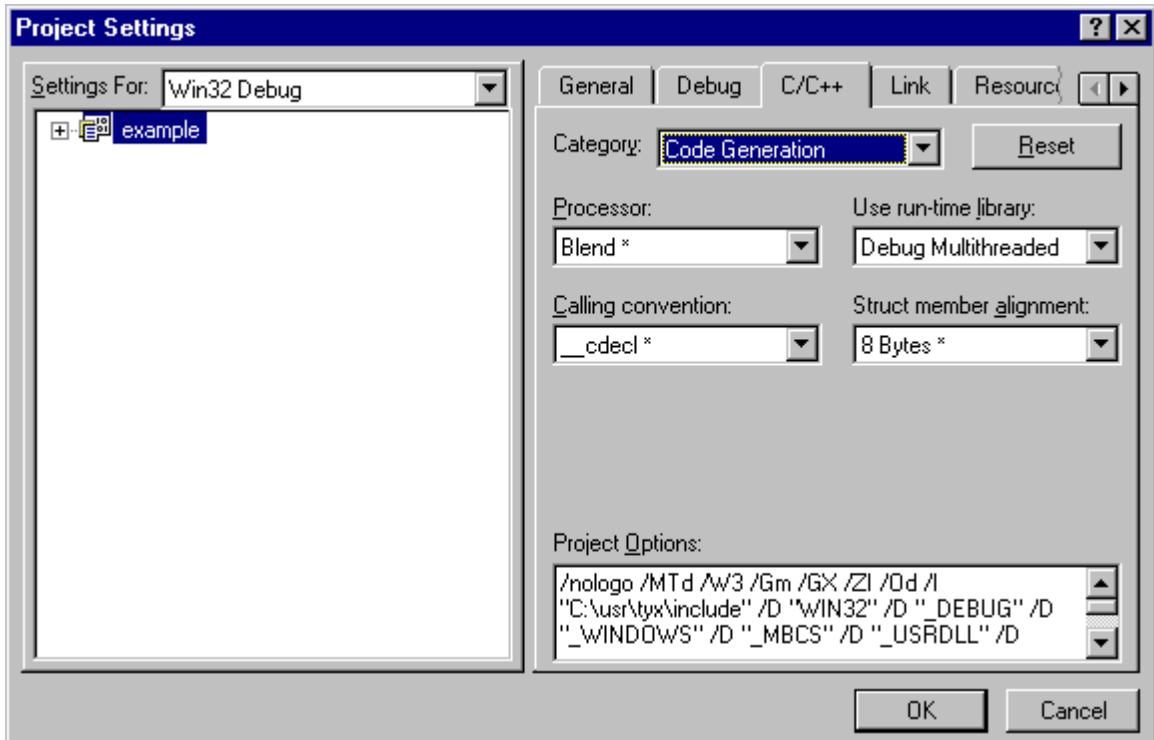 Project Settings
Settings For: Win32 Debug
example
General Debug C/C++ Link Resourc
Category: Code Generation Reset
Processor: Use run-time library:
Blend * Debug Multithreaded
Calling convention: Struct member alignment:
__cdecl * 8 Bytes *
Project Options:
/nologo /MTd /W3 /Gm /GX /ZI /Od /I
"C:\usr\tyx\include" /D "WIN32" /D "_DEBUG" /D
"_WINDOWS" /D "_MBCS" /D "_USRDLL" /D
OK Cancel